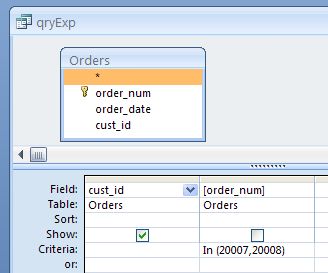 qryExp
Orders
*
order_num
order_date
cust_id
Field: cust_id [order_num]
Table: Orders Orders
Sort:
Show:
Criteria: In (20007,20008)
or: